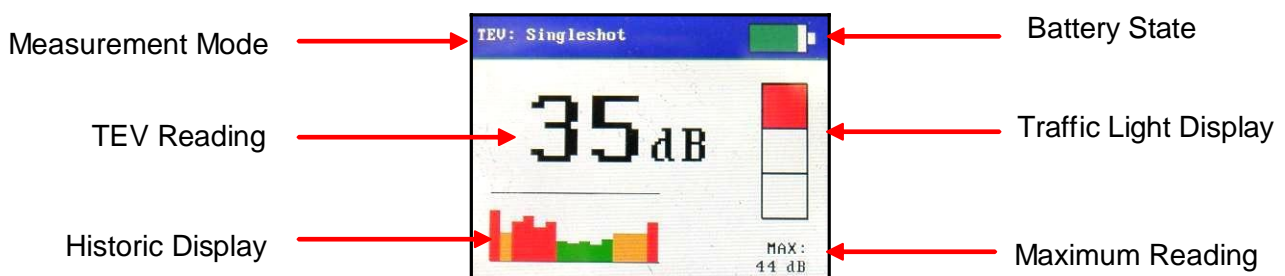 Measurement Mode
TEV Reading
Historic Display
TEV: Singleshot
35dB
MAX:
44 dB
Battery State
Traffic Light Display
Maximum Reading